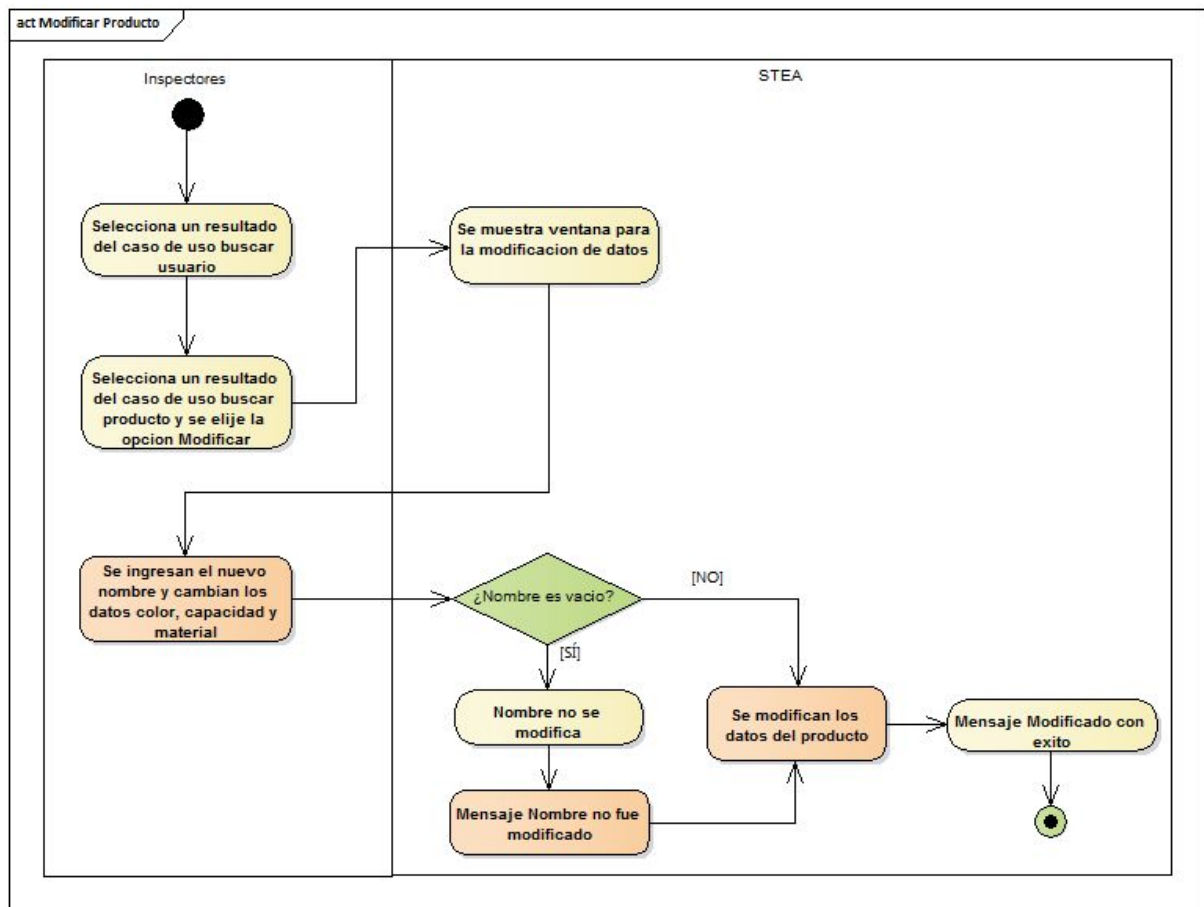 act Modificar Producto
Inspectores
STEA
Selecciona un resultado
del caso de uso buscar
usuario
Se muestra ventana para
la modificacion de datos
Selecciona un resultado
del caso de uso buscar
producto y se elije la
opcion Modificar
Se ingresan el nuevo
nombre y cambian los
datos color, capacidad y
material
¿Nombre es vacio?
[NO]
[SÍ]
Nombre no se
modifica
Mensaje Nombre no fue
modificado
Se modifican los
datos del producto
Mensaje Modificado con
exito